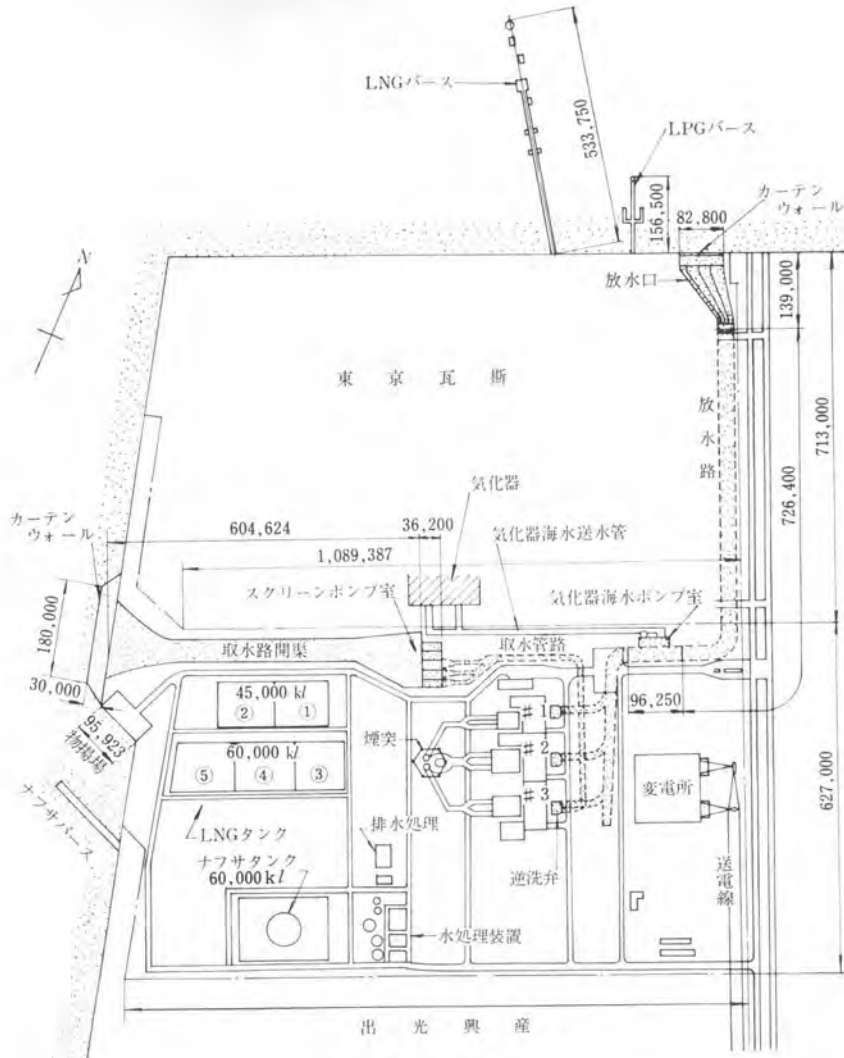 LNGバース
533,750
LPGバース
156,500
カーテン
ウォール
82,800
放水口
139,000
N
東京瓦斯
放水路
713,000
726,400
気化器
カーテン
ウォール
604,624
36,200
気化器海水送水管
1,089,387
スクリーンポンプ室
気化器海水ポンプ室
180,000
取水路開渠
取水管路
30,000
45,000 kl
② ①
96,250
95,923
物揚場
60,000 kl
⑤ ④ ③
煙突
#1
#2
#3
変電所
627,000
ナフサバース
LNGタンク
排水処理
ナフサタンク
60,000kl
逆洗弁
送電線
水処理装置
出光興産